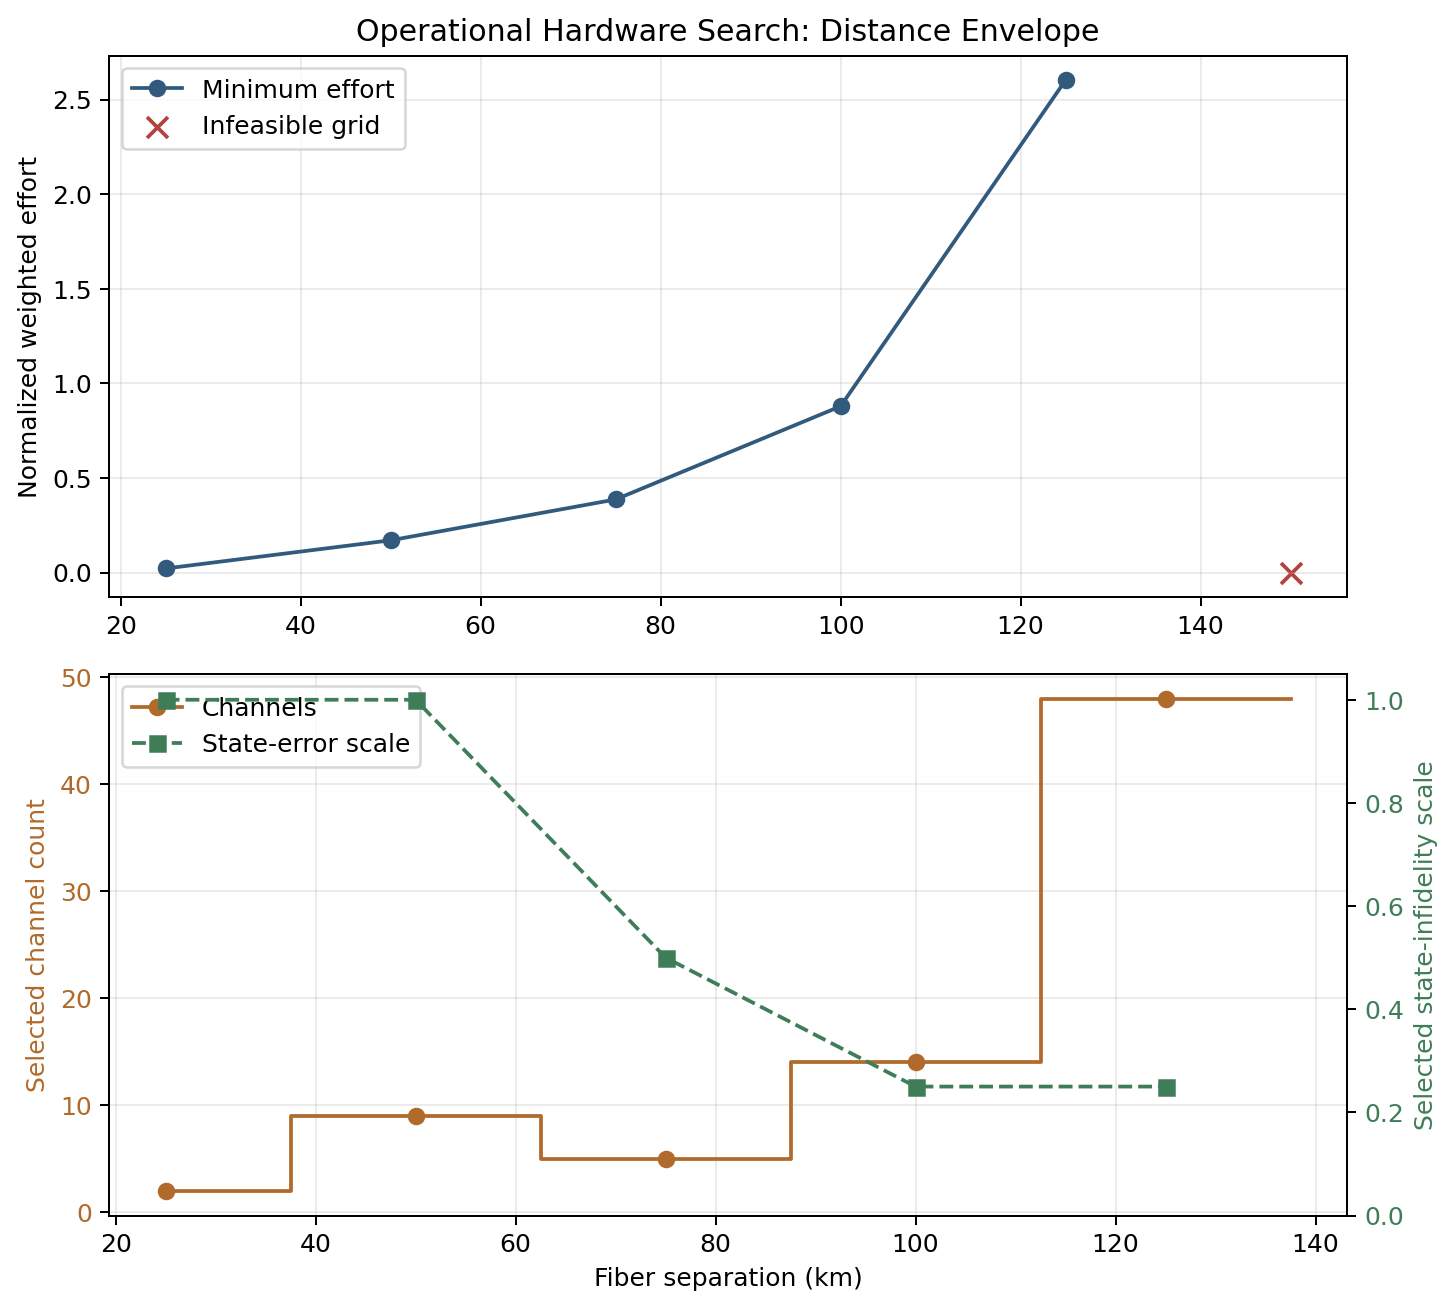 Operational Hardware Search: Distance Envelope
Normalized weighted effort
2.5
2.0
1.5
1.0
0.5
0.0
Minimum effort
Infeasible grid
20 40 60 80 100 120 140
Selected channel count
50
40
30
20
10
0
Channels
State-error scale
1.0
0.8
0.6
0.4
0.2
0.0
Selected state-infidelity scale
20 40 60 80 100 120 140
Fiber separation (km)